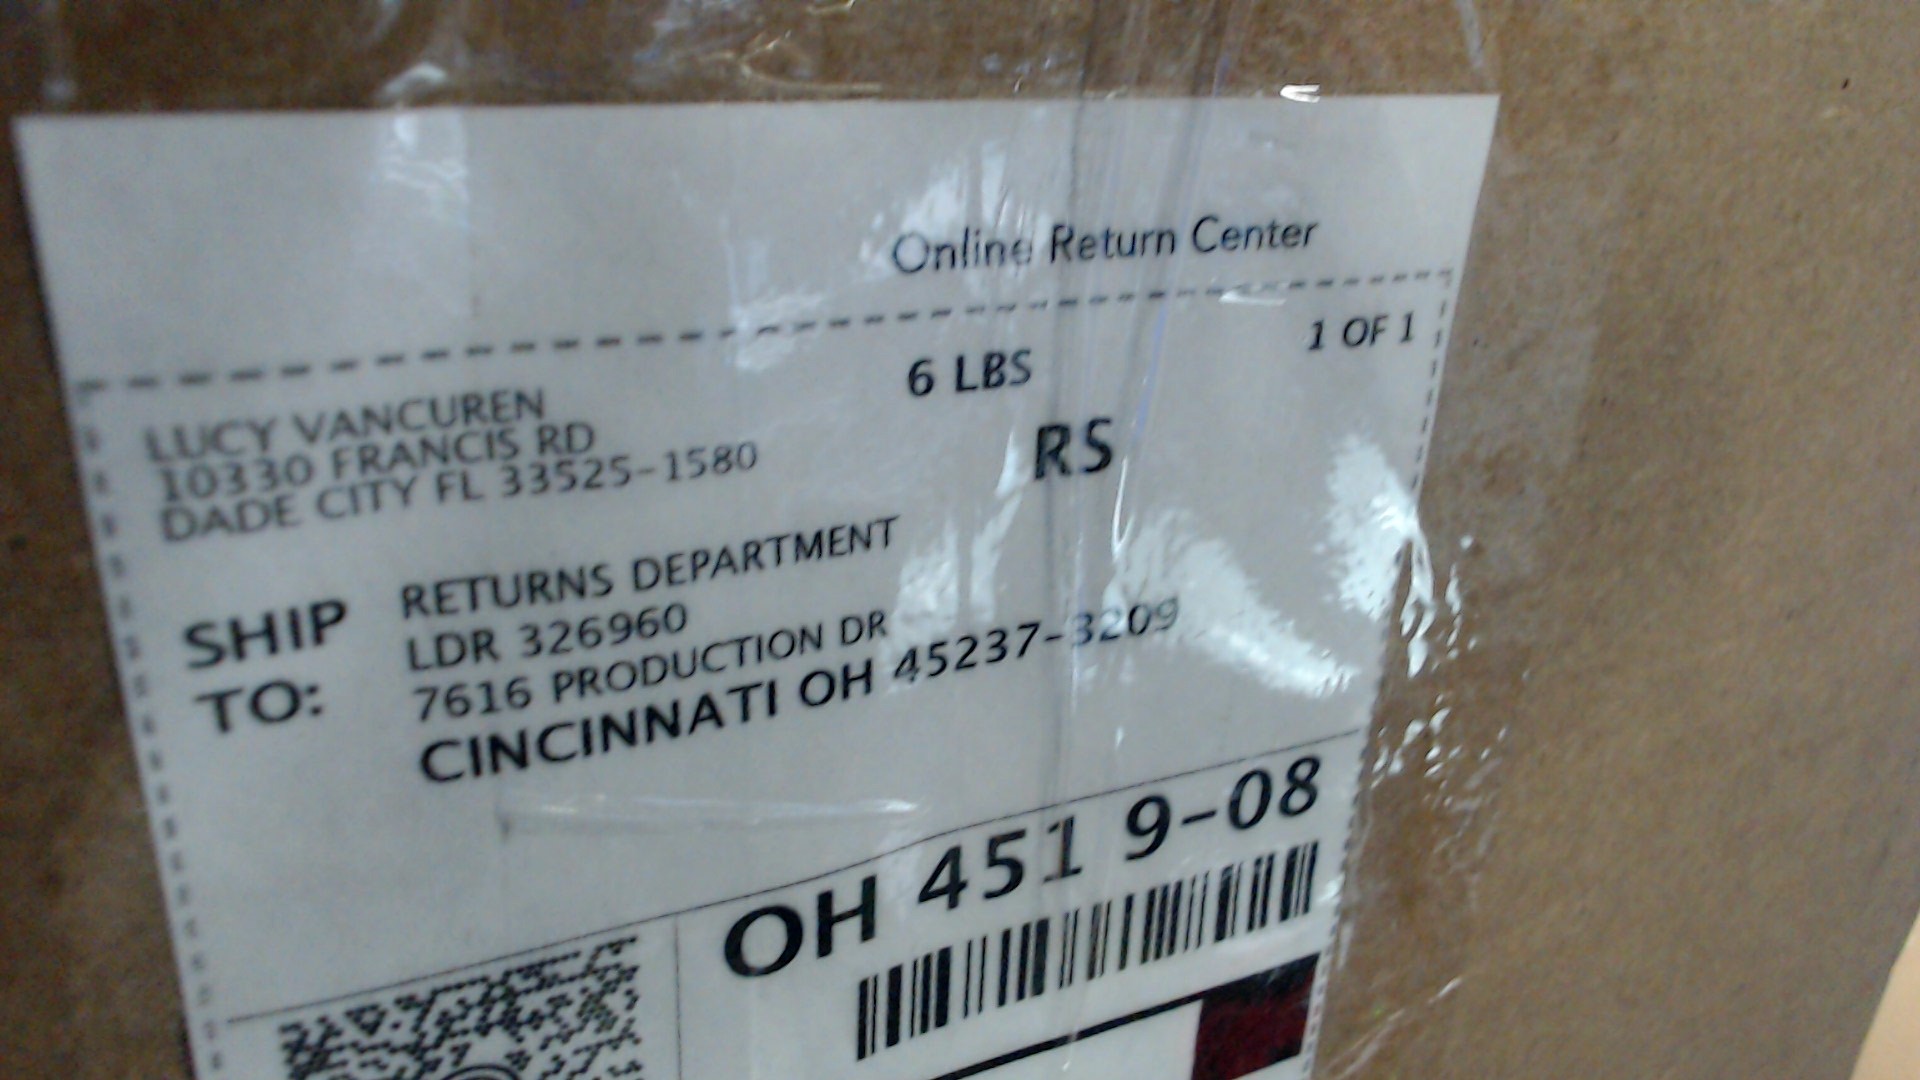 Online Return Center
1 OF 1
6 LBS
RS
LUCY VANCUREN
10330 FRANCIS RD
DADE CITY FL 33525-1580
SHIP TO:
RETURNS DEPARTMENT
LDR 326960
7616 PRODUCTION DR
CINCINNATI OH 45237-3209
OH 451 9-08